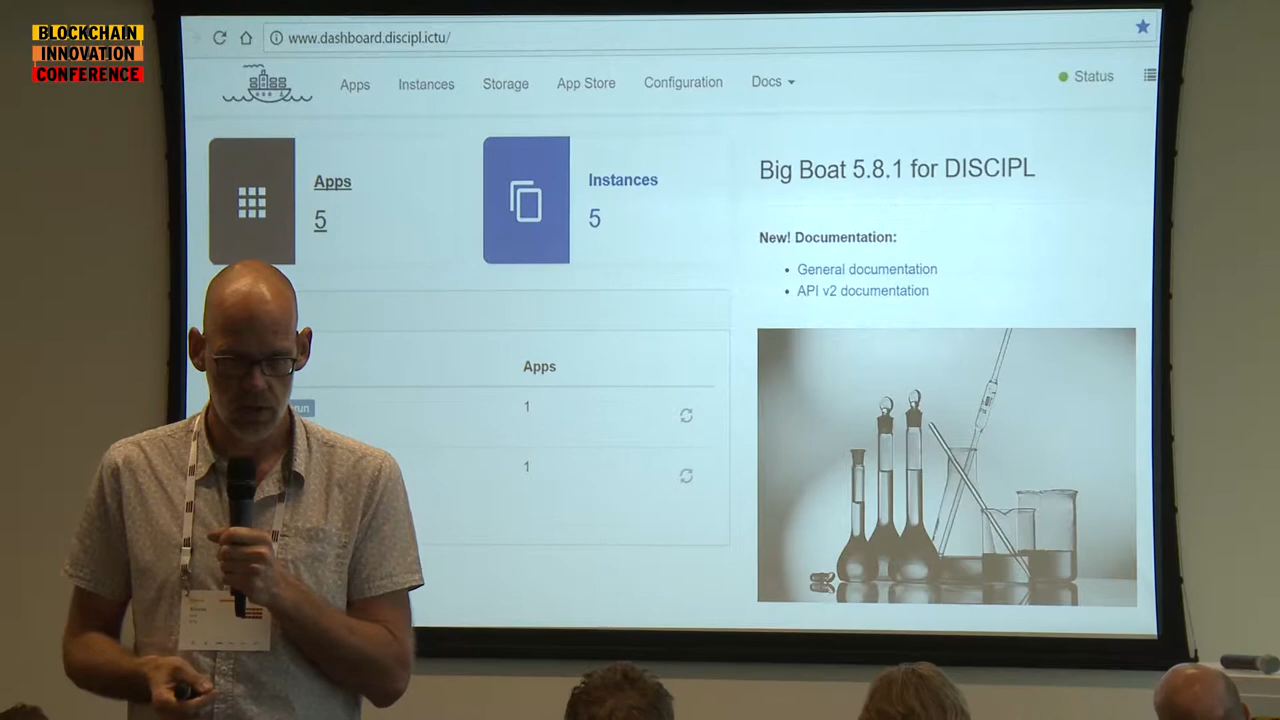 BLOCKCHAIN
INNOVATION
CONFERENCE
www.dashboard.discipl.ictu/
Apps
Instances
Storage
App Store
Configuration
Docs
Status
Apps
5
Instances
5
Big Boat 5.8.1 for DISCIPL
New! Documentation:
• General documentation
• API v2 documentation
Apps
1
1